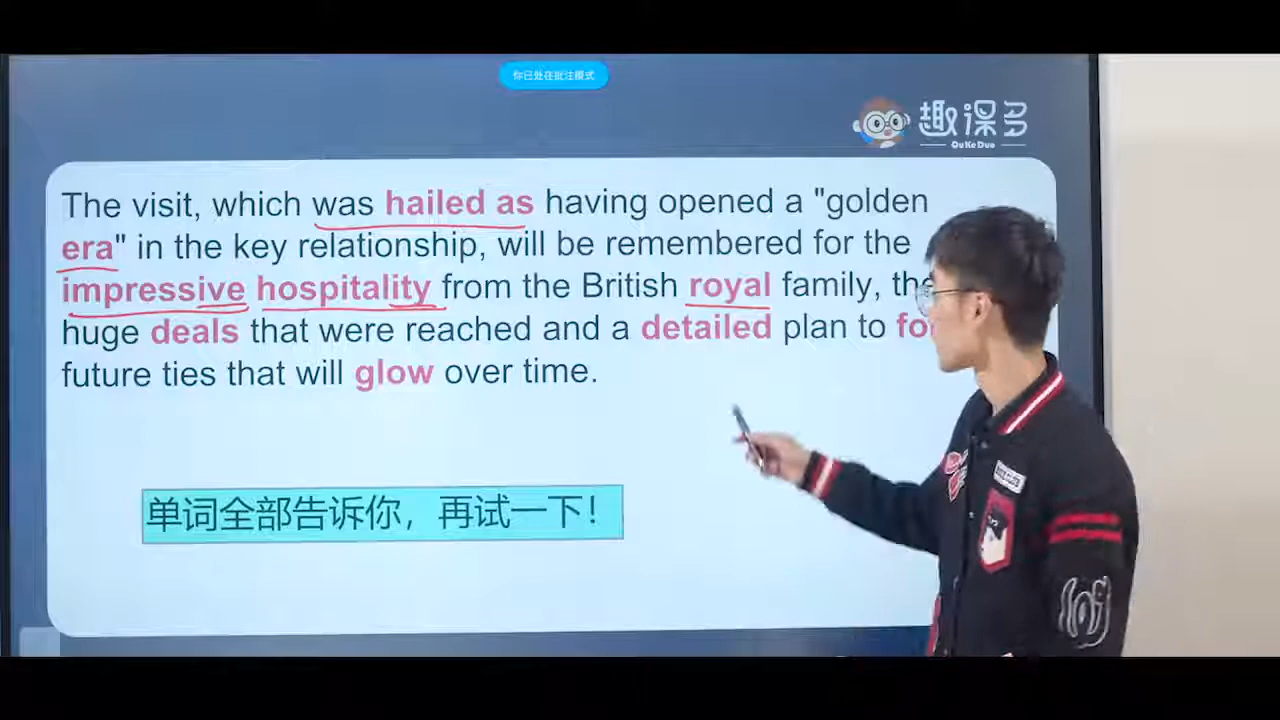 你已处在批注模式
趣课多
QuKeDuo
The visit, which was hailed as having opened a "golden
era" in the key relationship, will be remembered for the
impressive hospitality from the British royal family, the
huge deals that were reached and a detailed plan to
future ties that will glow over time.
单词全部告诉你，再试一下！